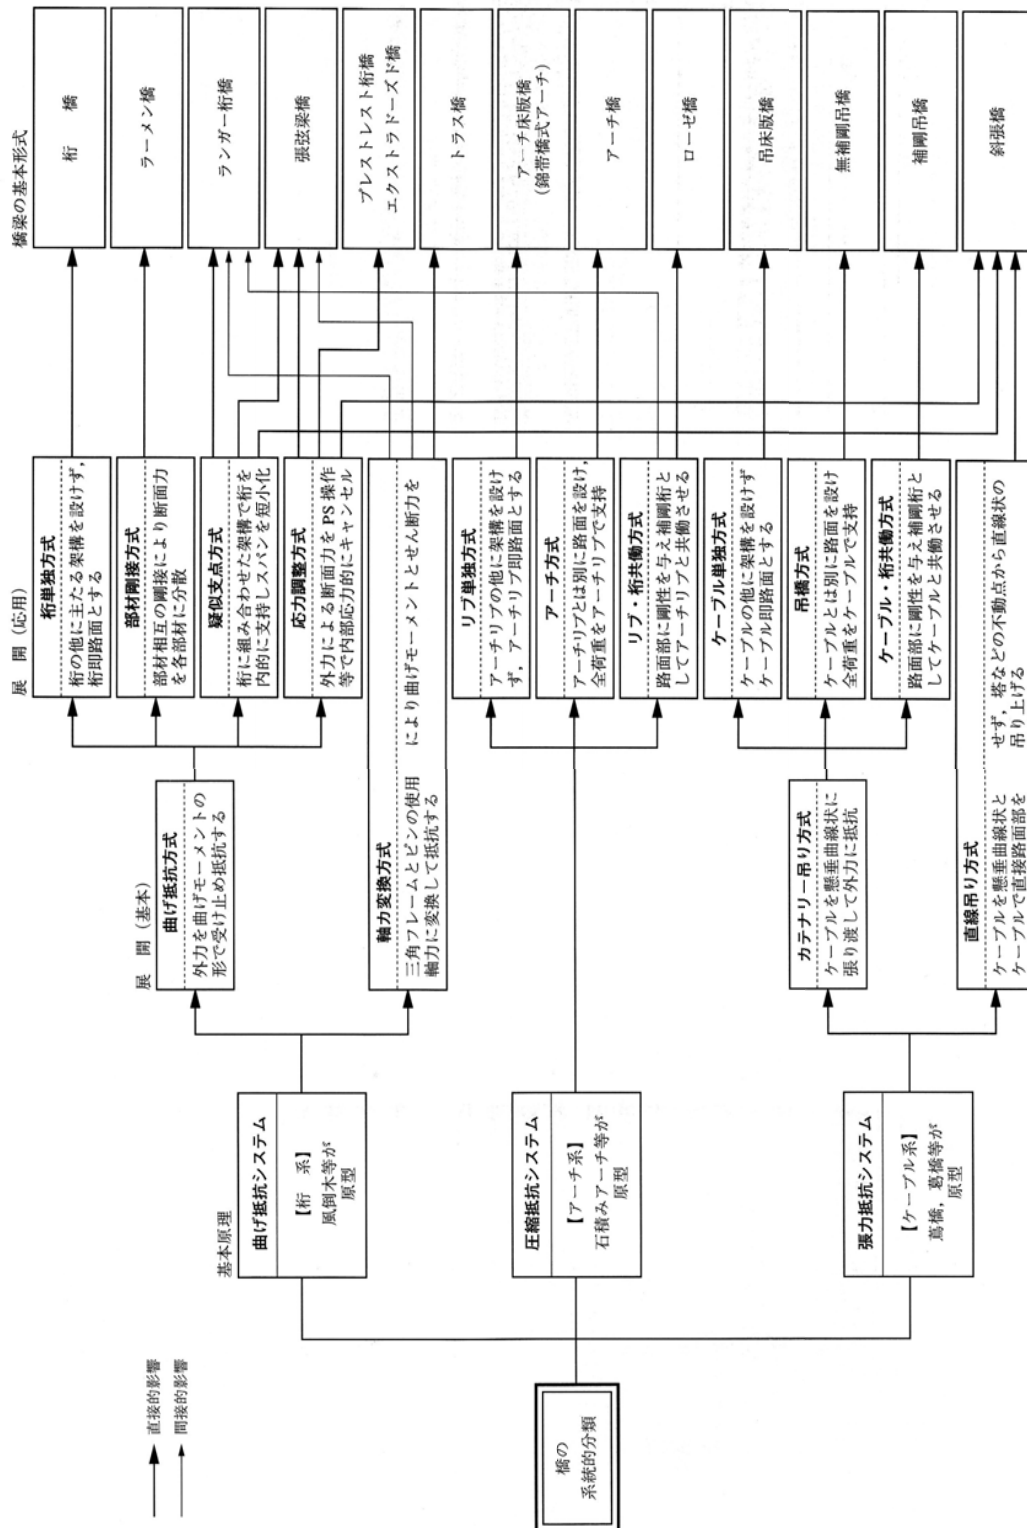 直接的影響
間接的影響
橋の
系統的分類
基本原理
曲げ抵抗システム
【桁　系】
風倒木等が
原型
圧縮抵抗システム
【アーチ系】
石積みアーチ等が
原型
張力抵抗システム
【ケーブル系】
蔦橋，葛橋等が
原型
展　開（基本）
曲げ抵抗方式
外力を曲げモーメントの
形で受け止め抵抗する
軸力変換方式
三角フレームとピンの使用　により曲げモーメントとせん断力を
軸力に変換して抵抗する
カテナリー吊り方式
ケーブルを懸垂曲線状に
張り渡して外力に抵抗
直線吊り方式
ケーブルを懸垂曲線状と　せず，塔などの不動点から直線状の
ケーブルで直接路面部を　吊り上げる
展　開（応用）
桁単独方式
桁の他に主たる架構を設けず，
桁即路面とする
部材剛接方式
部材相互の剛接により断面力
を各部材に分散
疑似支点方式
桁に組み合わせた架構で桁を
内的に支持しスパンを短小化
応力調整方式
外力による断面力を PS 操作
等で内部応力的にキャンセル
リブ単独方式
アーチリブの他に架構を設け
ず，アーチリブ即路面とする
アーチ方式
アーチリブとは別に路面を設け，
全荷重をアーチリブで支持
リブ・桁共働方式
路面部に剛性を与え補剛桁と
してアーチリブと共働させる
ケーブル単独方式
ケーブルの他に架構を設けず
ケーブル即路面とする
吊橋方式
ケーブルとは別に路面を設け
全荷重をケーブルで支持
ケーブル・桁共働方式
路面部に剛性を与え補剛桁と
してケーブルと共働させる
橋梁の基本形式
桁　橋
ラーメン橋
ランガー桁橋
張弦梁橋
プレストレスト桁橋
エクストラドーズド橋
トラス橋
アーチ床版橋
(錦帯橋式アーチ)
アーチ橋
ローゼ橋
吊床版橋
無補剛吊橋
補剛吊橋
斜張橋